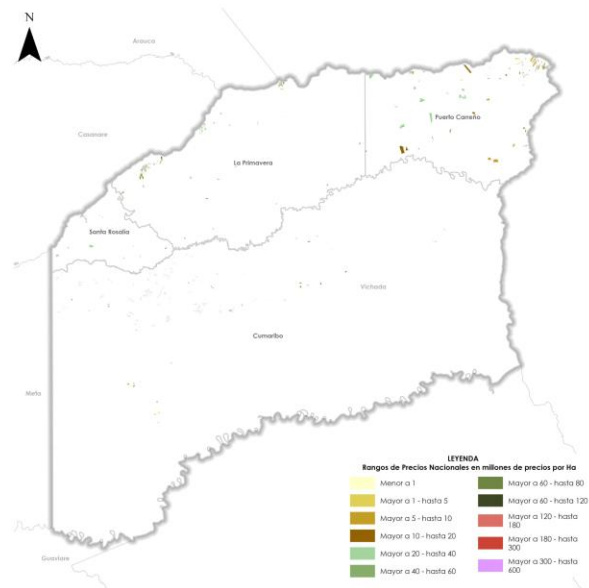 N
Arauca
Casanare
Puerto Carreño
La Primavera
Santa Rosalía
Vichada
Cumaribo
Meta
Guaviare
LEYENDA
Rangos de Precios Nacionales en millones de precios por Ha
Menor a 1
Mayor a 1 - hasta 5
Mayor a 5 - hasta 10
Mayor a 10 - hasta 20
Mayor a 20 - hasta 40
Mayor a 40 - hasta 60
Mayor a 60 - hasta 80
Mayor a 60 - hasta 120
Mayor a 120 - hasta
180
Mayor a 180 - hasta
300
Mayor a 300 - hasta
600